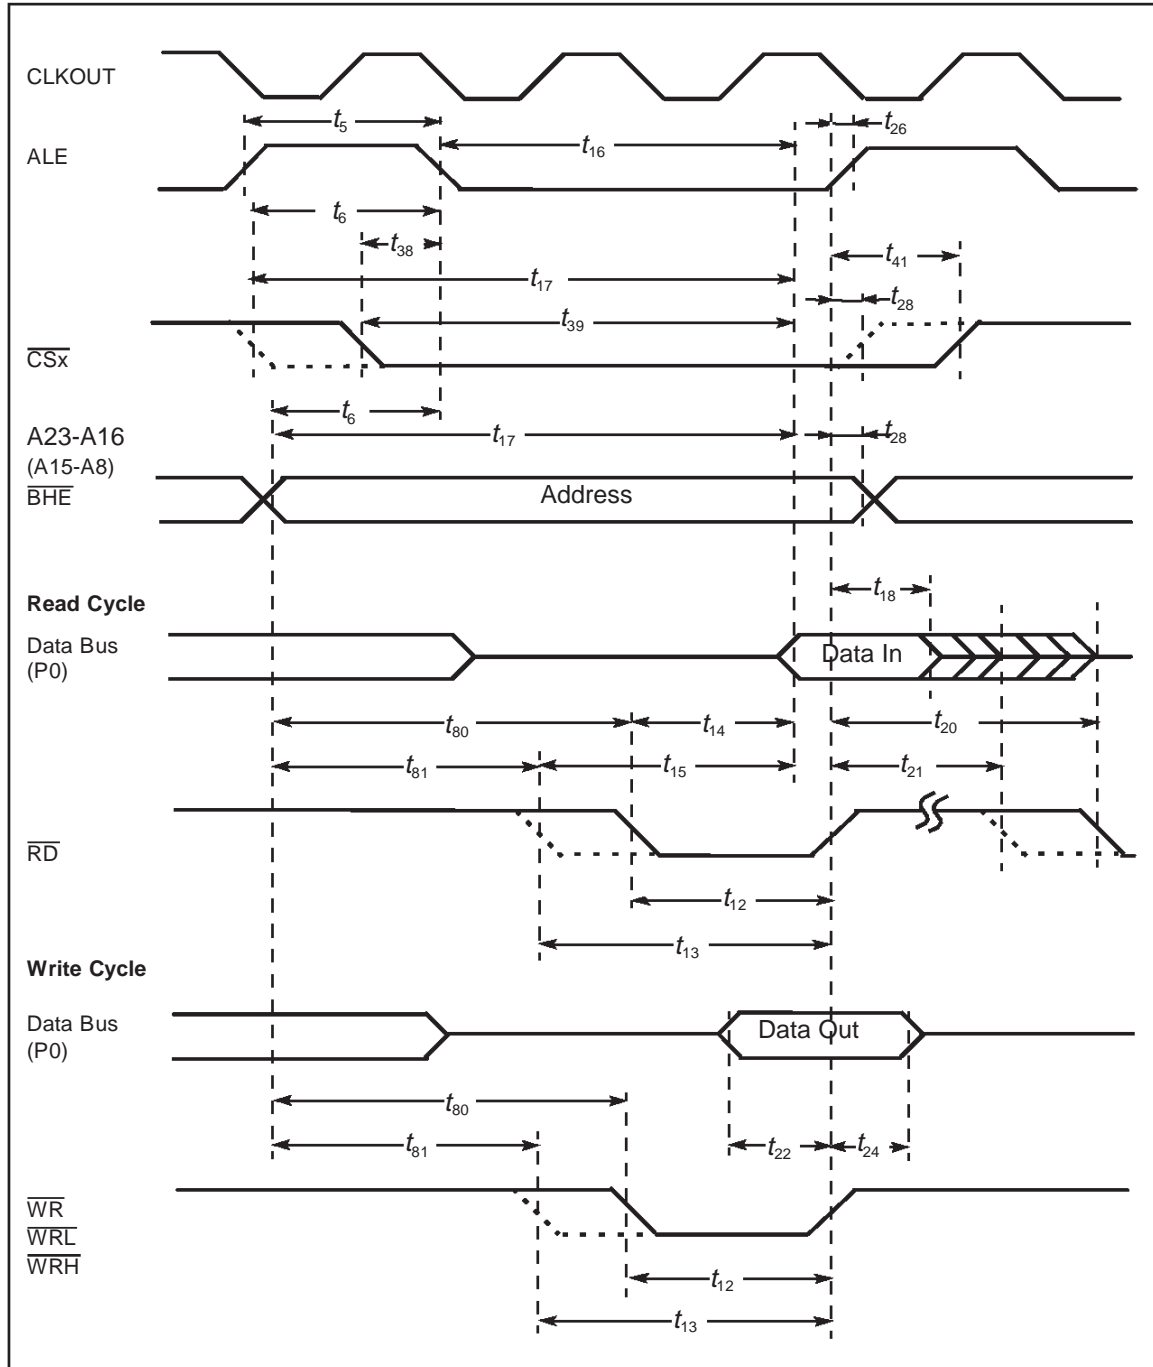 CLKOUT
t5
t26
t16
ALE
t6
t38
t41
t17
t28
t39
CSx
t6
A23-A16
t17
t28
(A15-A8)
BHE
Address
t18
Read Cycle
Data Bus
(P0)
Data In
t80
t14
t20
t81
t15
t21
RD
t12
t13
Write Cycle
Data Bus
(P0)
Data Out
t80
t81
t22
t24
WR
WRL
WRH
t12
t13